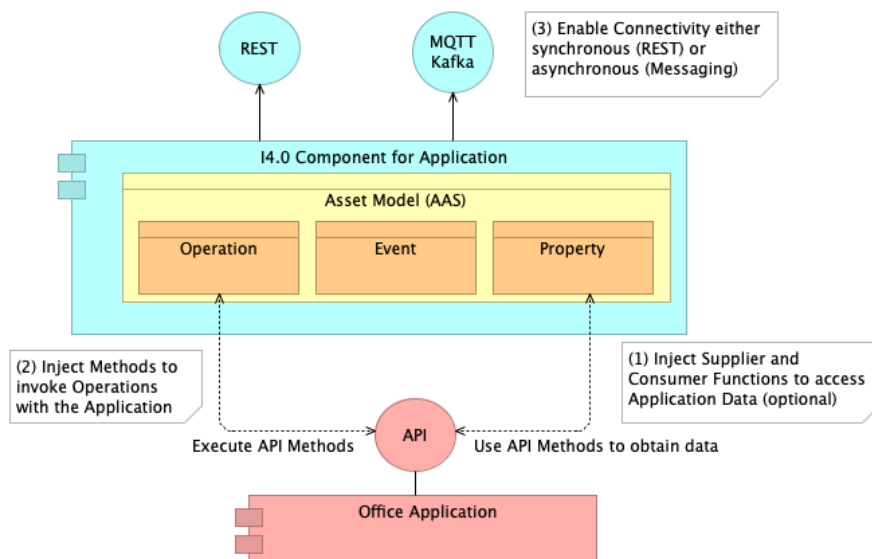 REST
MQTT
Kafka
(3) Enable Connectivity either
synchronous (REST) or
asynchronous (Messaging)
I4.0 Component for Application
Asset Model (AAS)
Operation
Event
Property
(2) Inject Methods to
invoke Operations
with the Application
(1) Inject Supplier and
Consumer Functions to access
Application Data (optional)
Execute API Methods
API
Use API Methods to obtain data
Office Application